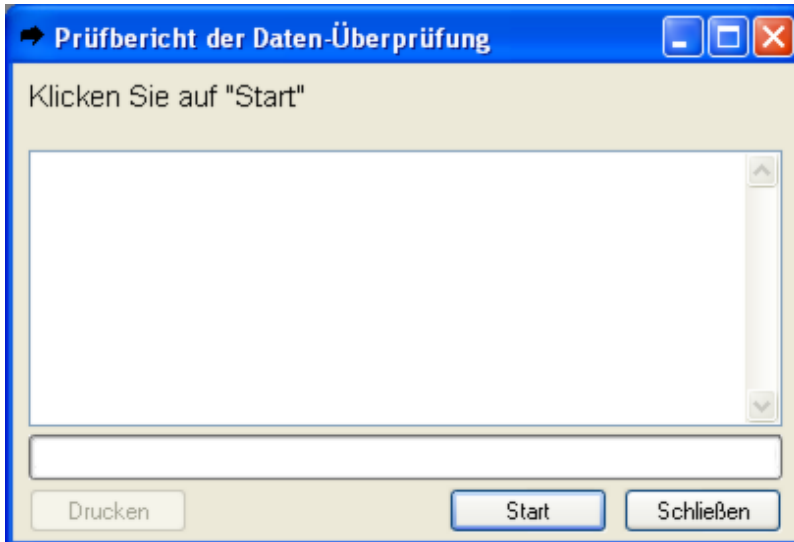 Prüfbericht der Daten-Überprüfung
Klicken Sie auf "Start"
Drucken
Start
Schließen